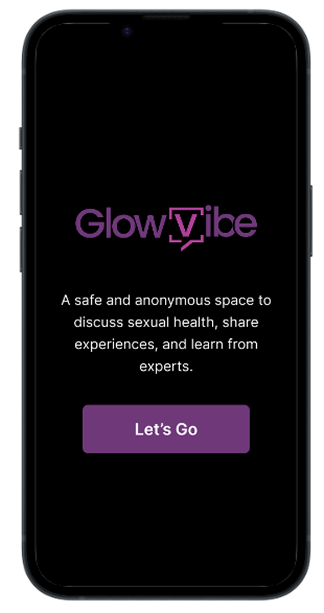 GlowVibe
A safe and anonymous space to
discuss sexual health, share
experiences, and learn from
experts.
Let's Go